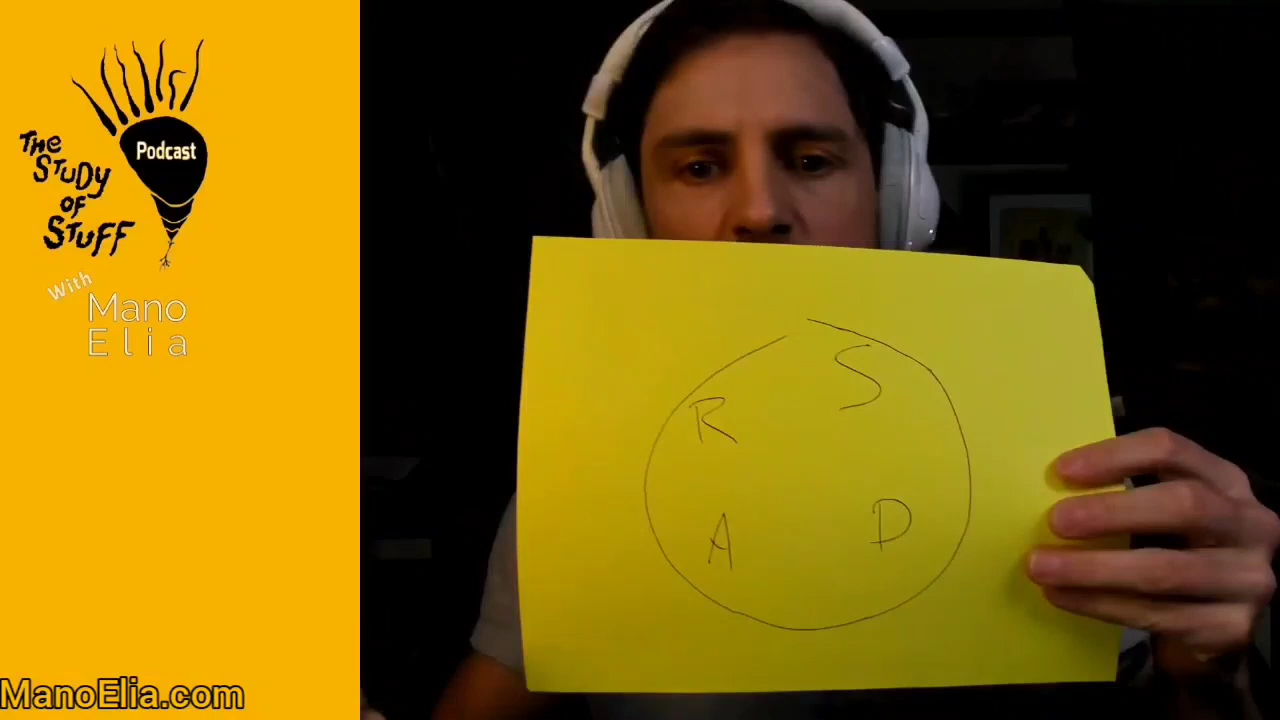 The
Study
of
Stuff
Podcast
With
Mano
Elia
S
R
A
D
ManoElia.com